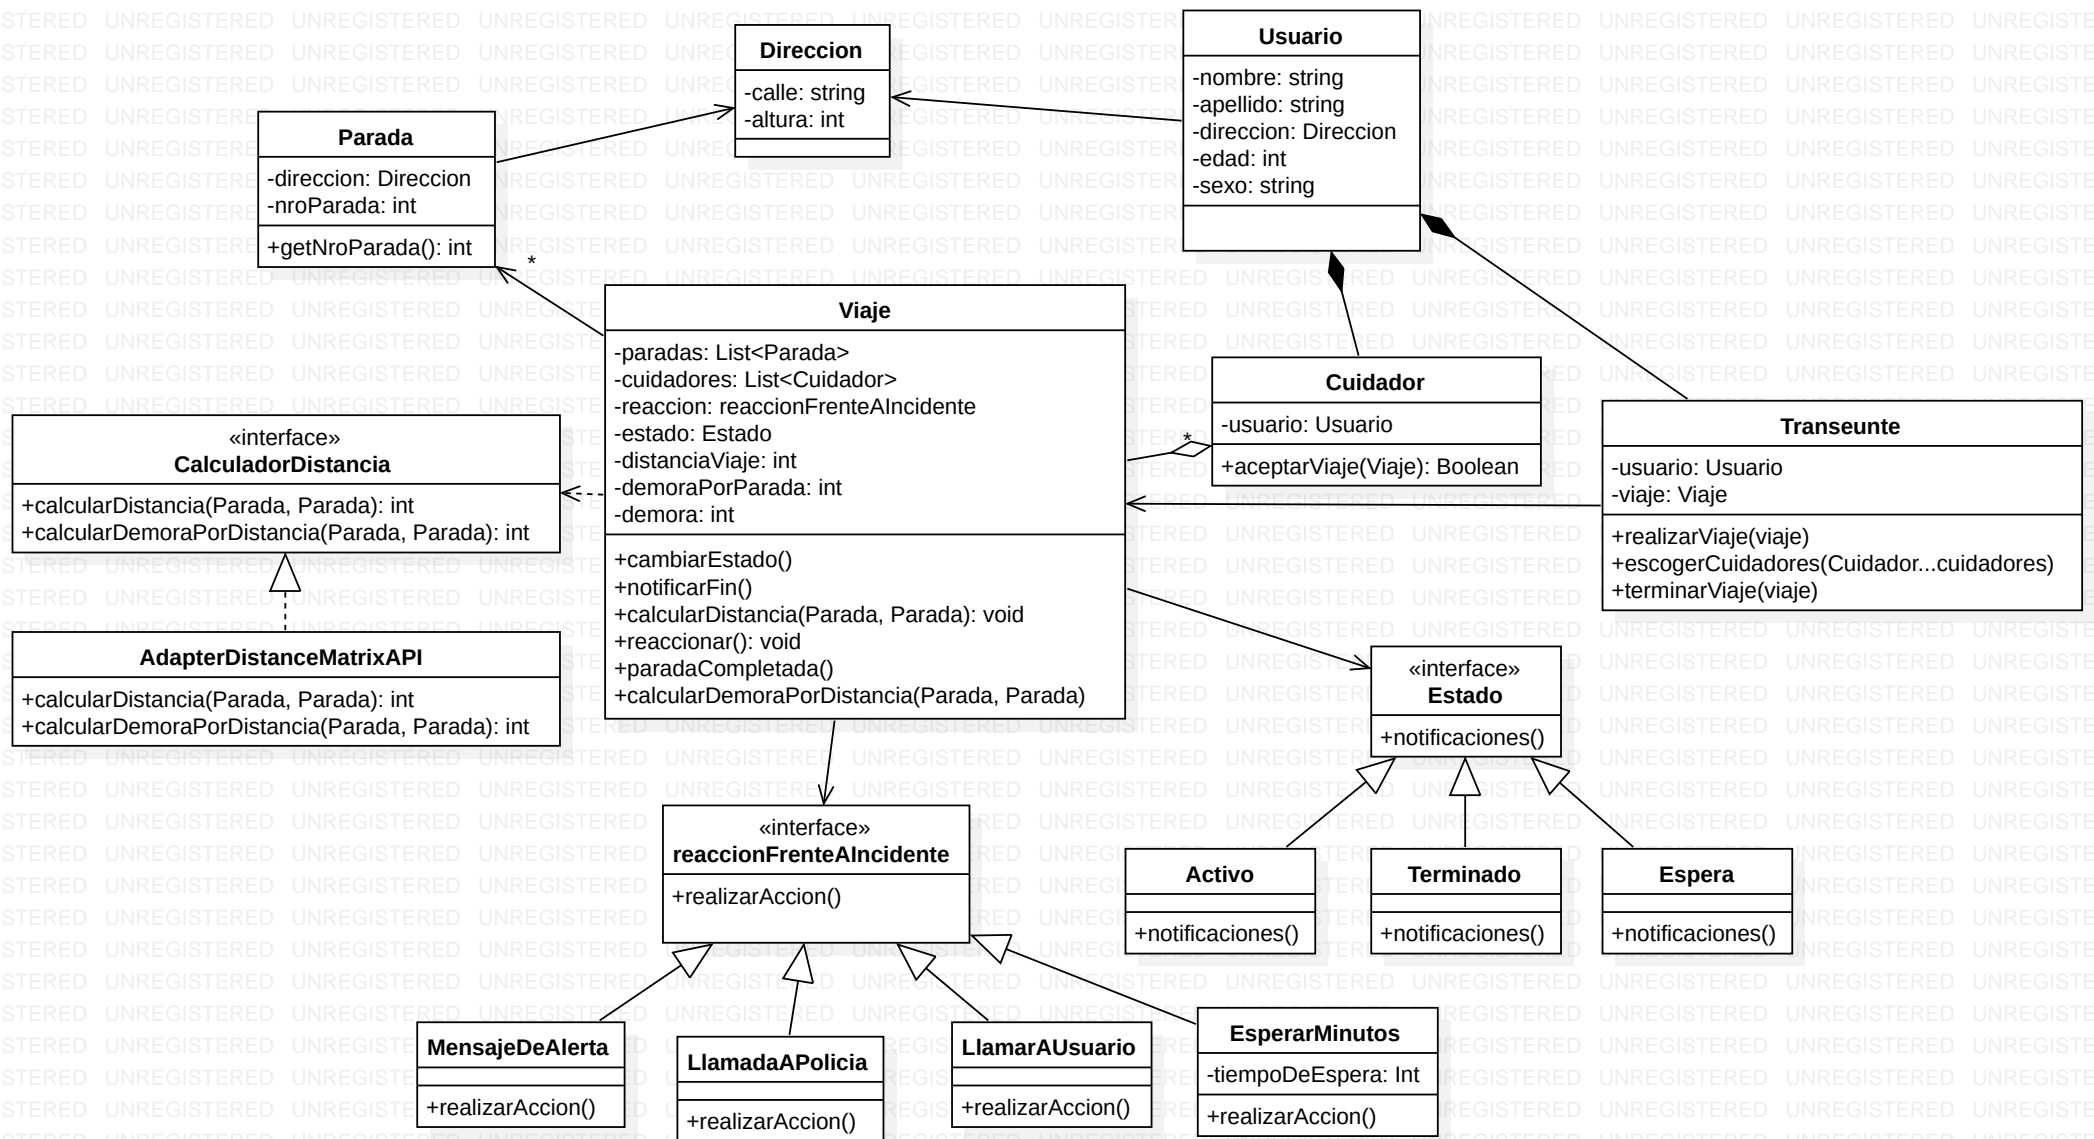 Direccion
-calle: string
-altura: int
Usuario
-nombre: string
-apellido: string
-direccion: Direccion
-edad: int
-sexo: string
Parada
-direccion: Direccion
-nroParada: int
+getNroParada(): int
*
Viaje
-paradas: List<Parada>
-cuidadores: List<Cuidador>
-reaccion: reaccionFrenteAIncidente
-estado: Estado
-distanciaViaje: int
-demoraPorParada: int
-demora: int
+cambiarEstado()
+notificarFin()
+calcularDistancia(Parada, Parada): void
+reaccionar(): void
+paradaCompletada()
+calcularDemoraPorDistancia(Parada, Parada)
*
Cuidador
-usuario: Usuario
+aceptarViaje(Viaje): Boolean
Transeunte
-usuario: Usuario
-viaje: Viaje
+realizarViaje(viaje)
+escogerCuidadores(Cuidador...cuidadores)
+terminarViaje(viaje)
«interface»
CalculadorDistancia
+calcularDistancia(Parada, Parada): int
+calcularDemoraPorDistancia(Parada, Parada): int
AdapterDistanceMatrixAPI
+calcularDistancia(Parada, Parada): int
+calcularDemoraPorDistancia(Parada, Parada): int
«interface»
Estado
+notificaciones()
Activo
+notificaciones()
Terminado
+notificaciones()
Espera
+notificaciones()
«interface»
reaccionFrenteAIncidente
+realizarAccion()
MensajeDeAlerta
+realizarAccion()
LlamadaAPolicia
+realizarAccion()
LlamarAUsuario
+realizarAccion()
EsperarMinutos
-tiempoDeEspera: Int
+realizarAccion()
UNREGISTERED